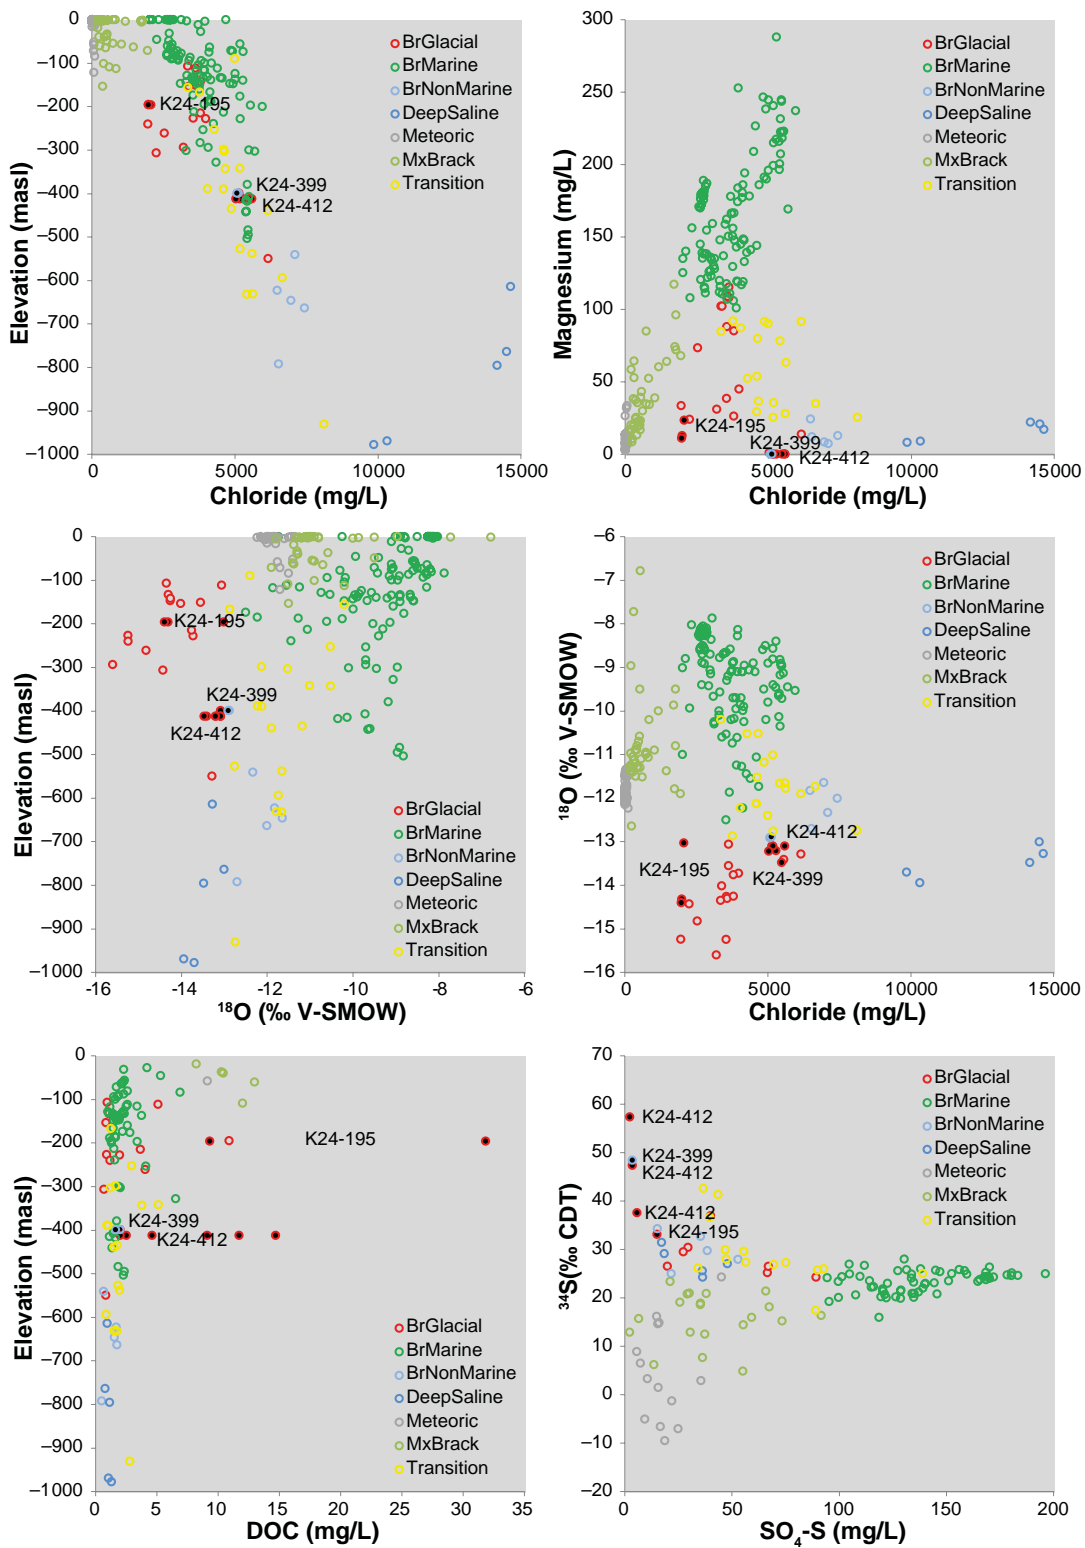 0
−100
−200
−300
−400
−500
−600
−700
−800
−900
−1000
Elevation (masl)
0
5000
10000
15000
Chloride (mg/L)
BrGlacial
BrMarine
BrNonMarine
DeepSaline
Meteoric
MxBrack
Transition
K24-195
K24-399
K24-412
300
250
200
150
100
50
0
Magnesium (mg/L)
0
5000
10000
15000
Chloride (mg/L)
BrGlacial
BrMarine
BrNonMarine
DeepSaline
Meteoric
MxBrack
Transition
K24-195
K24-399
K24-412
0
−100
−200
−300
−400
−500
−600
−700
−800
−900
−1000
Elevation (masl)
-16
-14
-12
-10
-8
-6
¹⁸O (‰ V-SMOW)
K24-195
K24-399
K24-412
BrGlacial
BrMarine
BrNonMarine
DeepSaline
Meteoric
MxBrack
Transition
−6
−7
−8
−9
−10
−11
−12
−13
−14
−15
−16
¹⁸O (‰ V-SMOW)
0
5000
10000
15000
Chloride (mg/L)
BrGlacial
BrMarine
BrNonMarine
DeepSaline
Meteoric
MxBrack
Transition
K24-412
K24-195
K24-399
0
−100
−200
−300
−400
−500
−600
−700
−800
−900
−1000
Elevation (masl)
0
5
10
15
20
25
30
35
DOC (mg/L)
K24-195
K24-399
K24-412
BrGlacial
BrMarine
BrNonMarine
DeepSaline
Meteoric
MxBrack
Transition
70
60
50
40
30
20
10
0
−10
−20
³⁴S(‰ CDT)
0
50
100
150
200
SO₄-S (mg/L)
BrGlacial
BrMarine
BrNonMarine
DeepSaline
Meteoric
MxBrack
Transition
K24-412
K24-399
K24-412
K24-412
K24-195